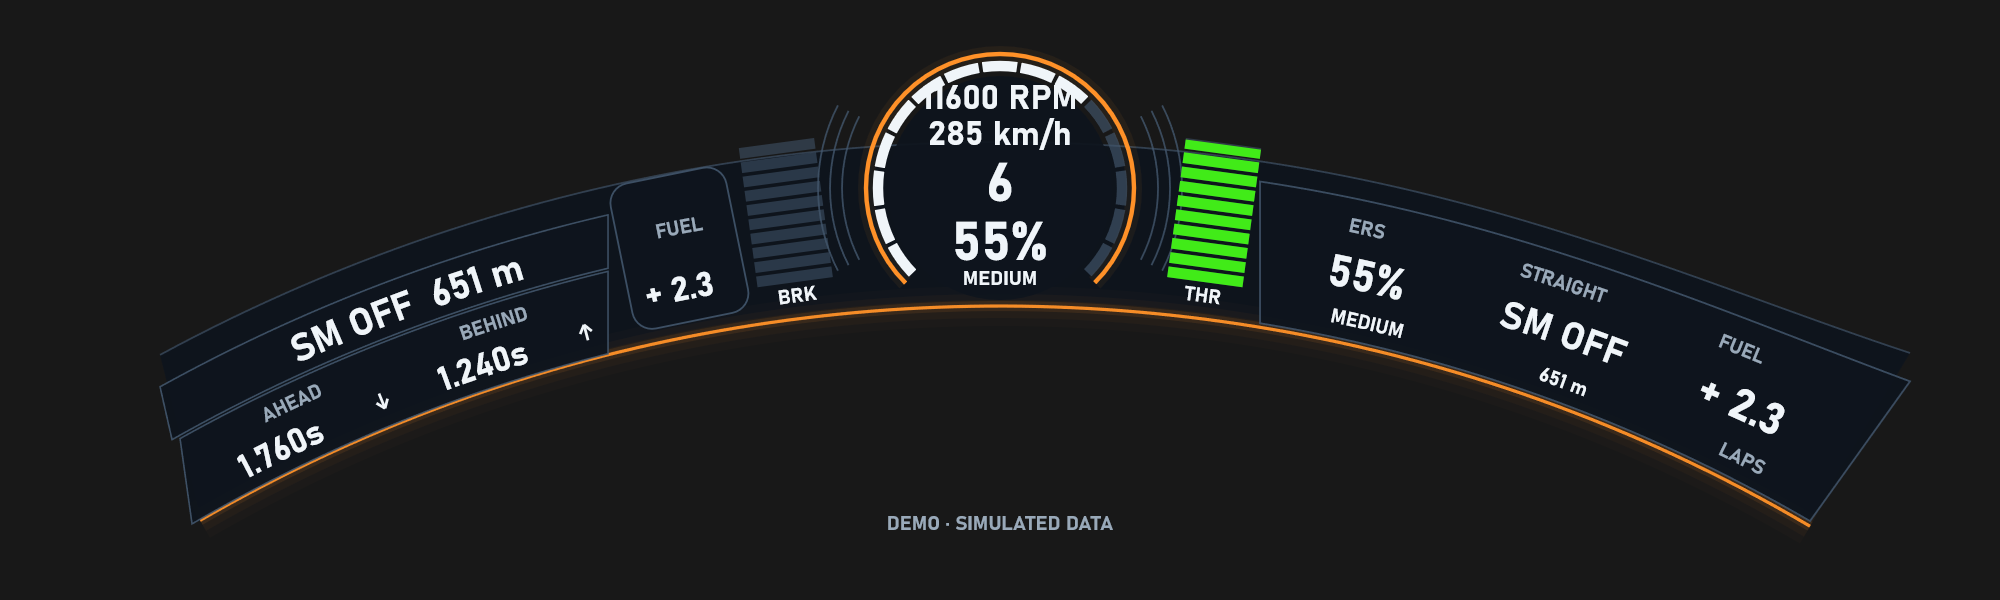 SM OFF 651 m
AHEAD
1.760s
↓
BEHIND
1.240s
↑
FUEL
+ 2.3
BRK
11600 RPM
285 km/h
6
55%
MEDIUM
THR
ERS
55%
MEDIUM
STRAIGHT
SM OFF
651 m
FUEL
+ 2.3
LAPS
DEMO · SIMULATED DATA